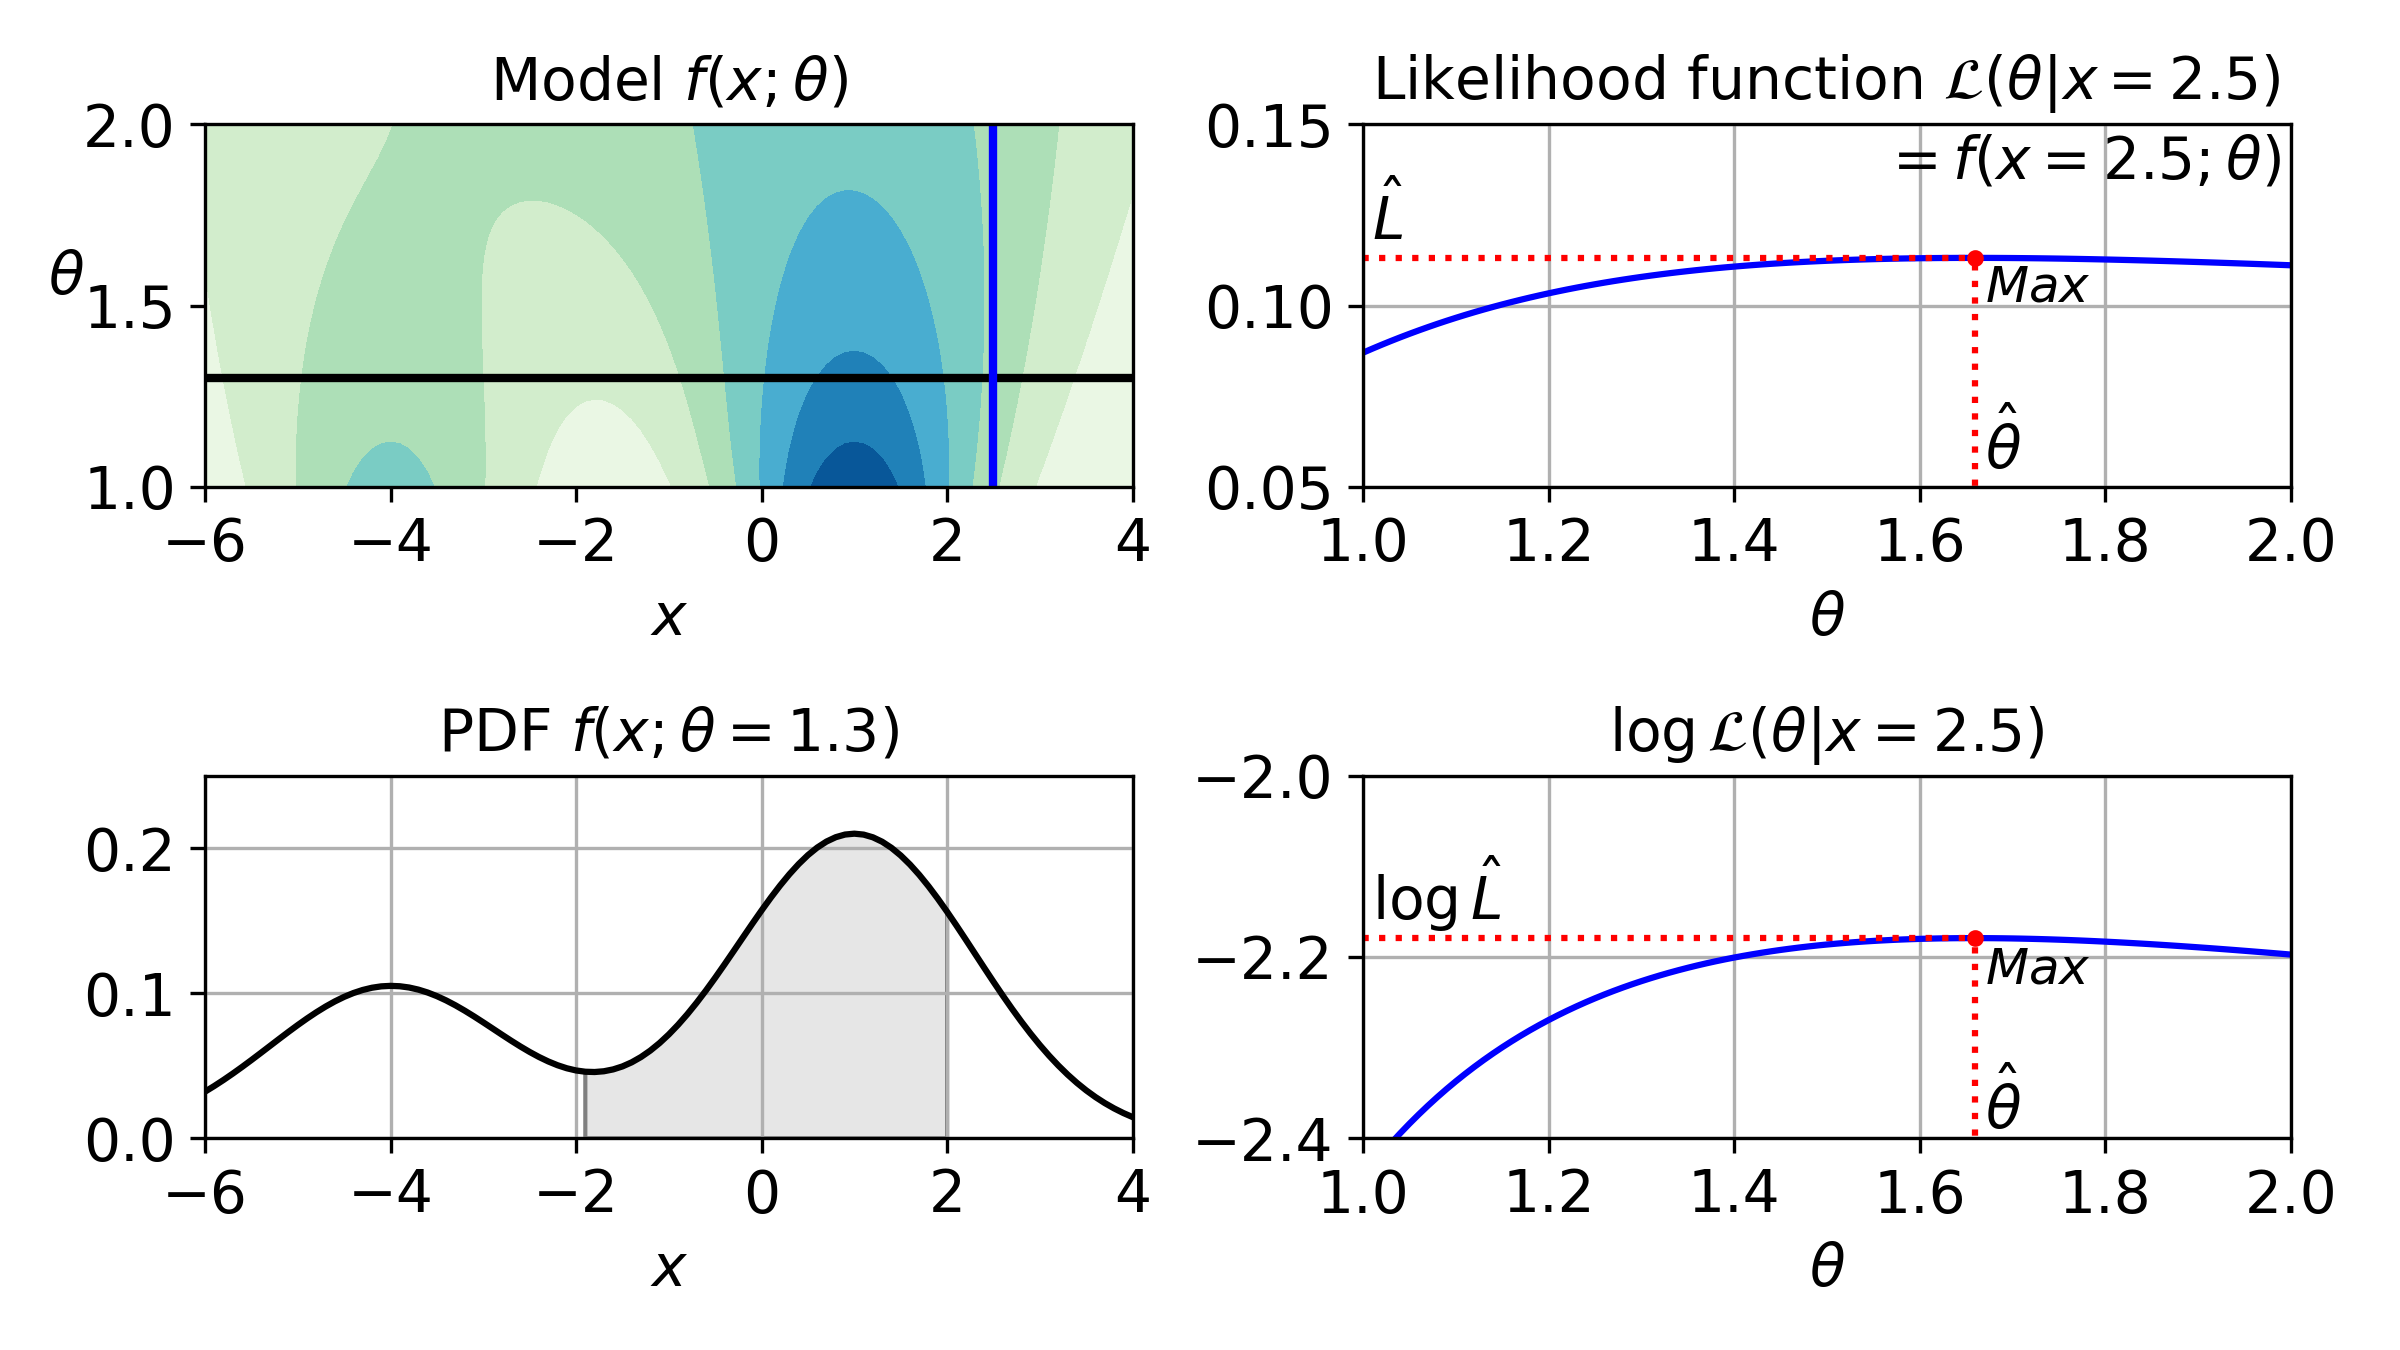 Model f(x; θ)
2.0
1.5
1.0
θ
−6 −4 −2 0 2 4
x
Likelihood function ℒ(θ|x = 2.5)
= f(x = 2.5; θ)
0.15
0.10
0.05
L̂
Max
θ̂
1.0 1.2 1.4 1.6 1.8 2.0
θ
PDF f(x; θ = 1.3)
0.2
0.1
0.0
−6 −4 −2 0 2 4
x
log ℒ(θ|x = 2.5)
−2.0
−2.2
−2.4
log L̂
Max
θ̂
1.0 1.2 1.4 1.6 1.8 2.0
θ